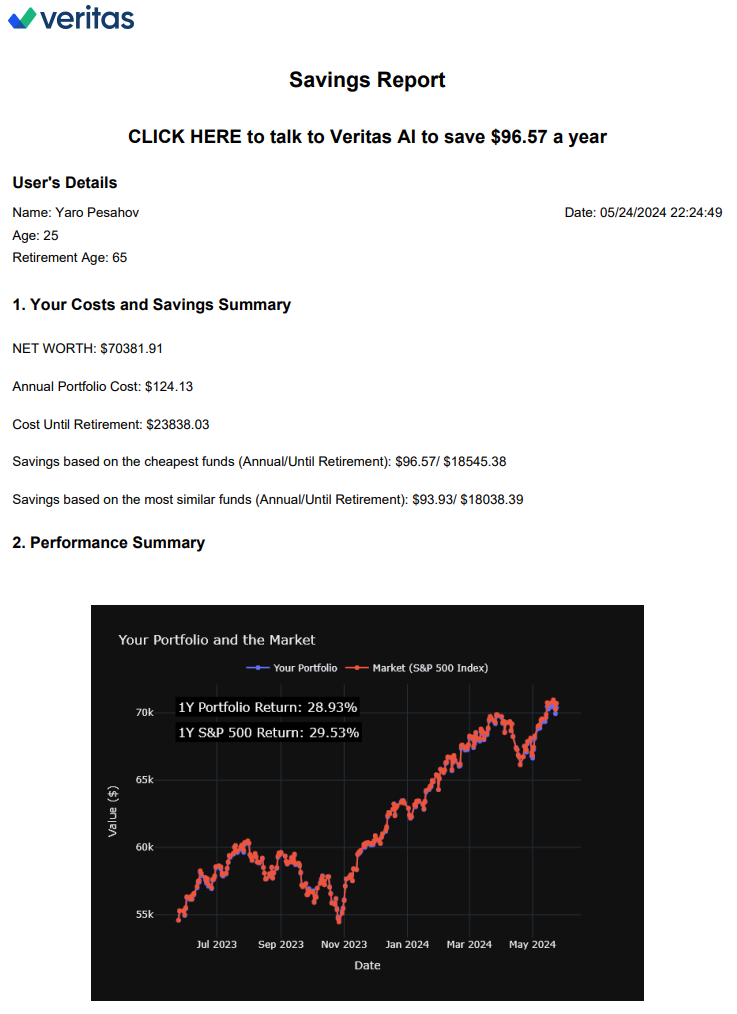 veritas
Savings Report
CLICK HERE to talk to Veritas AI to save $96.57 a year
User's Details
Name: Yaro Pesahov
Date: 05/24/2024 22:24:49
Age: 25
Retirement Age: 65
1. Your Costs and Savings Summary
NET WORTH: $70381.91
Annual Portfolio Cost: $124.13
Cost Until Retirement: $23838.03
Savings based on the cheapest funds (Annual/Until Retirement): $96.57/ $18545.38
Savings based on the most similar funds (Annual/Until Retirement): $93.93/ $18038.39
2. Performance Summary
Your Portfolio and the Market
Your Portfolio
Market (S&P 500 Index)
1Y Portfolio Return: 28.93%
1Y S&P 500 Return: 29.53%
70k
65k
60k
55k
Value ($)
Jul 2023
Sep 2023
Nov 2023
Jan 2024
Mar 2024
May 2024
Date